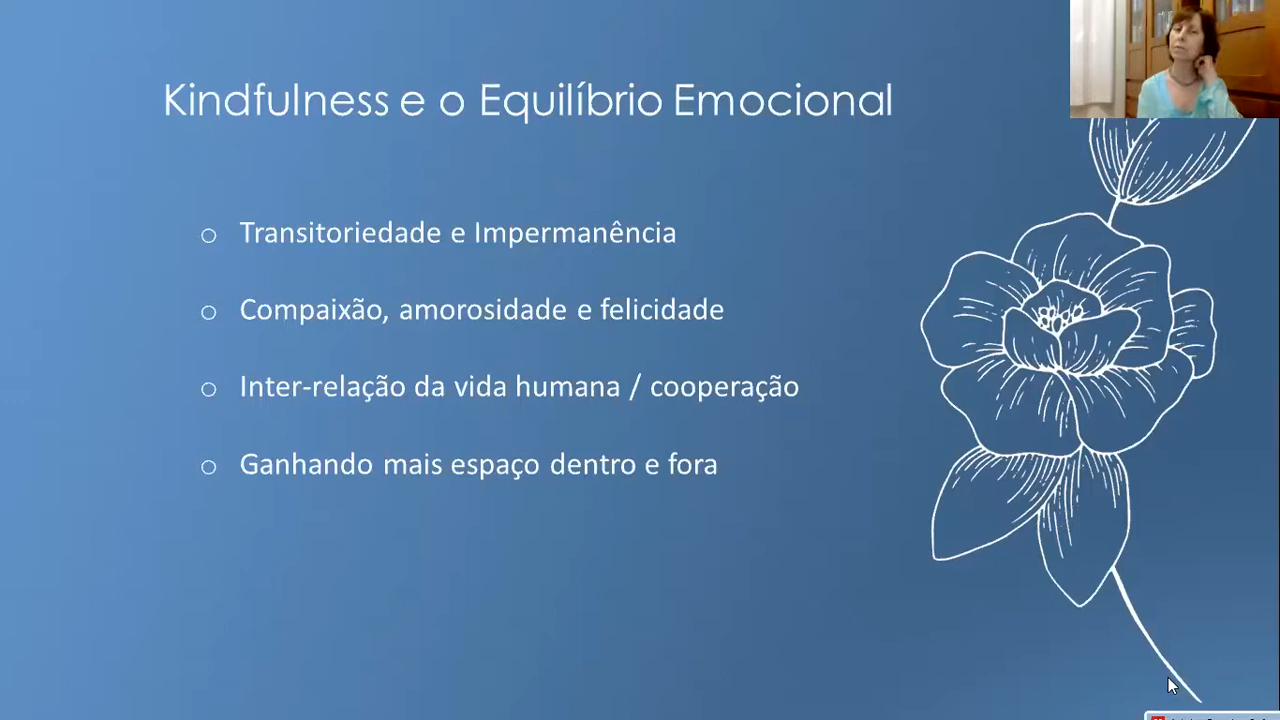 Kindfulness e o Equilíbrio Emocional
o Transitoriedade e Impermanência
o Compaixão, amorosidade e felicidade
o Inter-relação da vida humana / cooperação
o Ganhando mais espaço dentro e fora